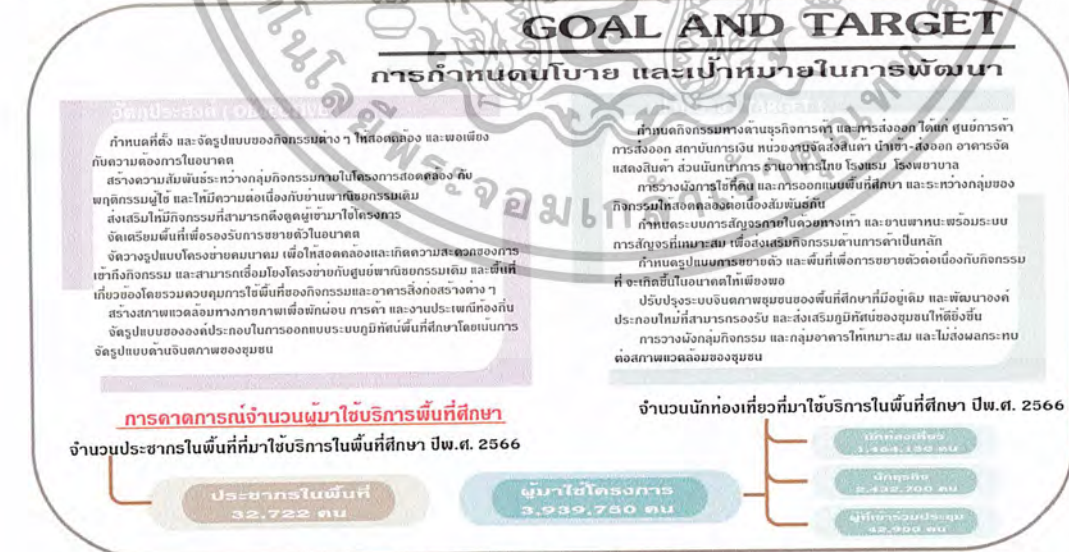 GOAL AND TARGET
การกำหนดนโบาย และเป้าหมายในการพัฒนา
วัตถุประสงค์ ( OBJECTIVE
กำหนดที่ตั้ง และจัดรูปแบบของกิจกรรมต่าง ๆ ให้สอดคลอง และพอเพียง
กับความต้องการในอนาคต
สร้างความสัมพันธ์ระหว่างกลุ่มกิจกรรมภายในโครงการสอดคล้อง กับ
พฤติกรรมผู้ใช้ และให้มีความต่อเนื่องกับย่านพาณิชยกรรมเดิม
ส่งเสริมให้มีกิจกรรมที่สามารถดึงดูดผู้เข้ามาใช้โครงการ
จัดเตรียมพื้นที่เพื่อรองรับการขยายตัวในอนาคต
จัดวางรูปแบบโครงข่ายคมนาคม เพื่อให้สอดคล้องและเกิดความสะดวกของการ
เข้าถึงกิจกรรม และสามารถเชื่อมโยงโครงข่ายกับศูนย์พาณิชยกรรมเดิม และพื้นที่
เกี่ยวข้องโดยรวมควบคุมการใช้พื้นที่ของกิจกรรมและอาคารสิ่งก่อสร้างต่าง ๆ
สร้างสภาพแวดล้อมทางกายภาพเพื่อพักผ่อน การค้า และงานประเพณีท้องถิ่น
จัดรูปแบบขององค์ประกอบในการออกแบบระบบภูมิทัศน์พื้นที่ศึกษาโดยเน้นการ
จัดรูปแบบด้านจินตภาพของชุมชน
TARGET )
กำหนดกิจกรรมทางด้านธุรกิจการค้า และการส่งออก ได้แก่ ศูนย์การค้า
การส่งออก สถาบันการเงิน หน่วยงานจัดส่งสินค้า นำเข้า-ส่งออก อาคารจัด
แสดงสินค้า ส่วนนันทนาการ ร้านอาหารไทย โรงแรม โรงพยาบาล
การวางผังการใช้ที่ดิน และการออกแบบพื้นที่ศึกษา และระหว่างกลุ่มของ
กิจกรรมให้สอดคล้องต่อเนื่องสัมพันธ์กัน
กำหนดระบบการสัญจรภายในด้วยทางเท้า และยานพาหนะพร้อมระบบ
การสัญจรที่เหมาะสม เพื่อส่งเสริมกิจกรรมด้านการค้าเป็นหลัก
กำหนดรูปแบบการขยายตัว และพื้นที่เพื่อการขยายตัวต่อเนื่องกับกิจกรรม
ที่ จะเกิดขึ้นในอนาคตให้เพียงพอ
ปรับปรุงระบบจินตภาพชุมชนของพื้นที่ศึกษาที่มีอยู่เดิม และพัฒนาองค์
ประกอบใหม่ที่สามารถรองรับ และส่งเสริมภูมิทัศน์ของชุมชนให้ดียิ่งขึ้น
การวางผังกลุ่มกิจกรรม และกลุ่มอาคารให้เหมาะสม และไม่ส่งผลกระทบ
ต่อสภาพแวดล้อมของชุมชน
การคาดการณ์จำนวนผู้มาใช้บริการพื้นที่ศึกษา
จำนวนประชากรในพื้นที่ที่มาใช้บริการในพื้นที่ศึกษา ปีพ.ศ. 2566
ประชากรในพื้นที่
32,722 คน
ผู้มาใช้โครงการ
3,939,750 คน
จำนวนนักท่องเที่ยวที่มาใช้บริการในพื้นที่ศึกษา ปีพ.ศ. 2566
นักท่องเที่ยว
1,464,150 คน
นักธุรกิจ
2,432,700 คน
ผู้ที่เข้าร่วมประชุม
42,900 คน